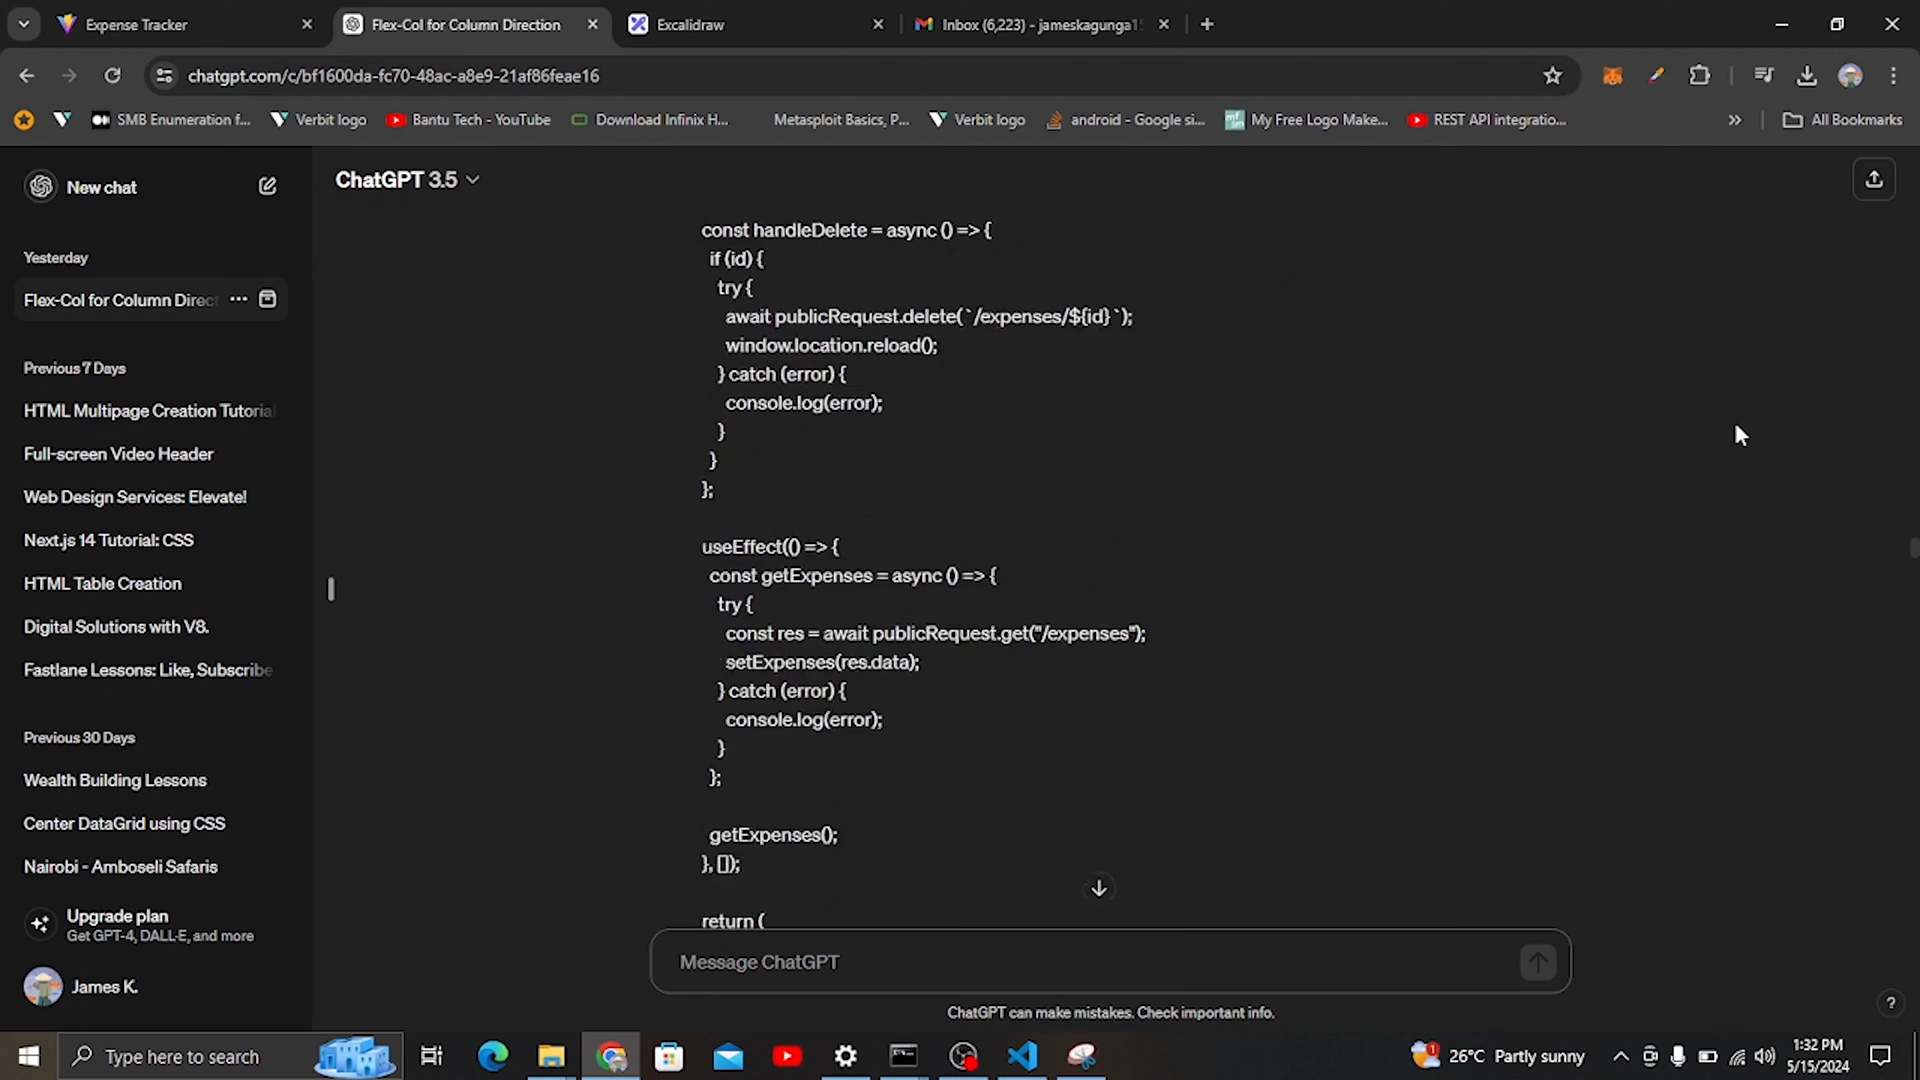 Expense Tracker
Flex-Col for Column Direction
Excalidraw
Inbox (6,223) - jameskagunga15
chatgpt.com/c/bf1600da-fc70-48ac-a8e9-21af86feae16
SMB Enumeration f...
Verbit logo
Bantu Tech - YouTube
Download Infinix H...
Metasploit Basics, P...
Verbit logo
android - Google si...
My Free Logo Make...
REST API integratio...
All Bookmarks
New chat
Yesterday
Flex-Col for Column Direct
Previous 7 Days
HTML Multipage Creation Tutorial
Full-screen Video Header
Web Design Services: Elevate!
Next.js 14 Tutorial: CSS
HTML Table Creation
Digital Solutions with V8.
Fastlane Lessons: Like, Subscribe
Previous 30 Days
Wealth Building Lessons
Center DataGrid using CSS
Nairobi - Amboseli Safaris
Upgrade plan
Get GPT-4, DALL·E, and more
James K.
ChatGPT 3.5
const handleDelete = async () => {
if (id) {
try {
await publicRequest.delete(`/expenses/${id}`);
window.location.reload();
} catch (error) {
console.log(error);
}
}
};
useEffect(() => {
const getExpenses = async () => {
try {
const res = await publicRequest.get("/expenses");
setExpenses(res.data);
} catch (error) {
console.log(error);
}
};
getExpenses();
}, []);
return (
Message ChatGPT
ChatGPT can make mistakes. Check important info.
?
Type here to search
26°C Partly sunny
1:32 PM
5/15/2024